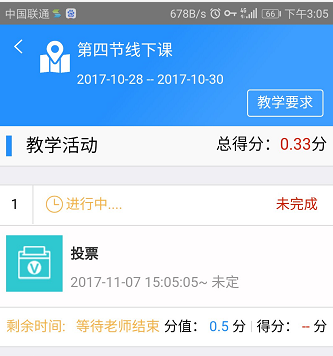 中国联通 678B/s 4G 66 下午3:05
第四节线下课
2017-10-28 -- 2017-10-30
教学要求
教学活动 总得分：0.33分
1 进行中.... 未完成
投票
2017-11-07 15:05:05~ 未定
剩余时间: 等待老师结束 分值： 0.5 分 得分： -- 分